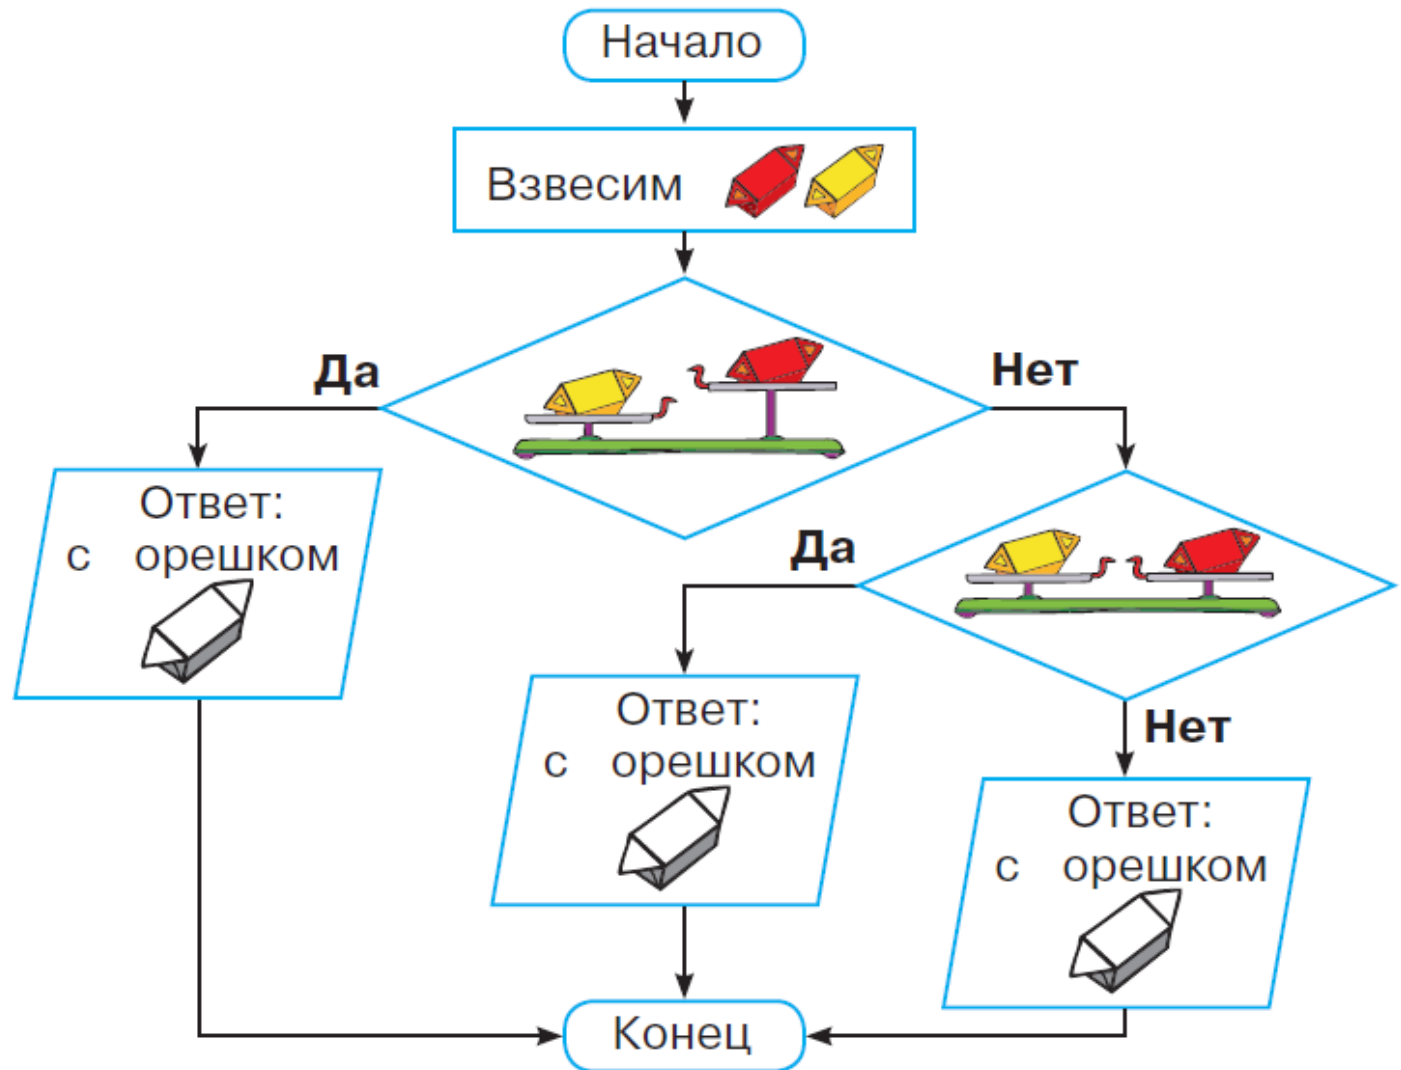 Начало
Взвесим
Да
Нет
Ответ:
с орешком
Да
Ответ:
с орешком
Нет
Ответ:
с орешком
Конец